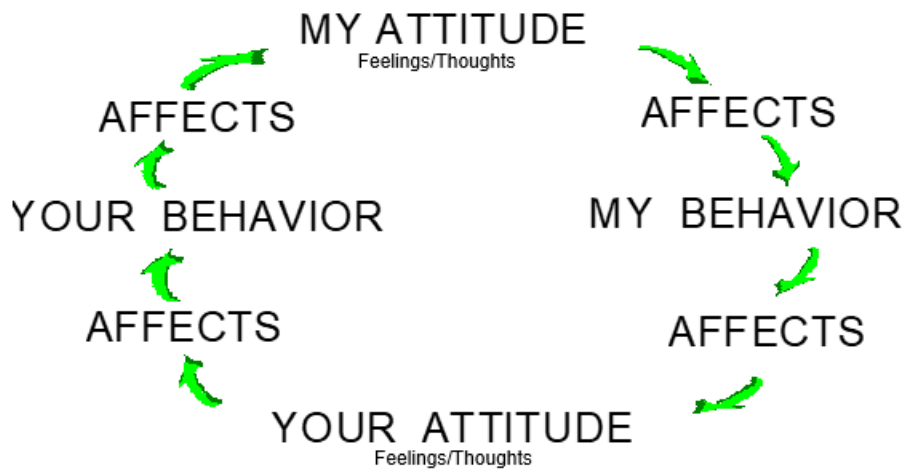 MY ATTITUDE
Feelings/Thoughts
AFFECTS
MY BEHAVIOR
AFFECTS
YOUR ATTITUDE
Feelings/Thoughts
AFFECTS
YOUR BEHAVIOR
AFFECTS